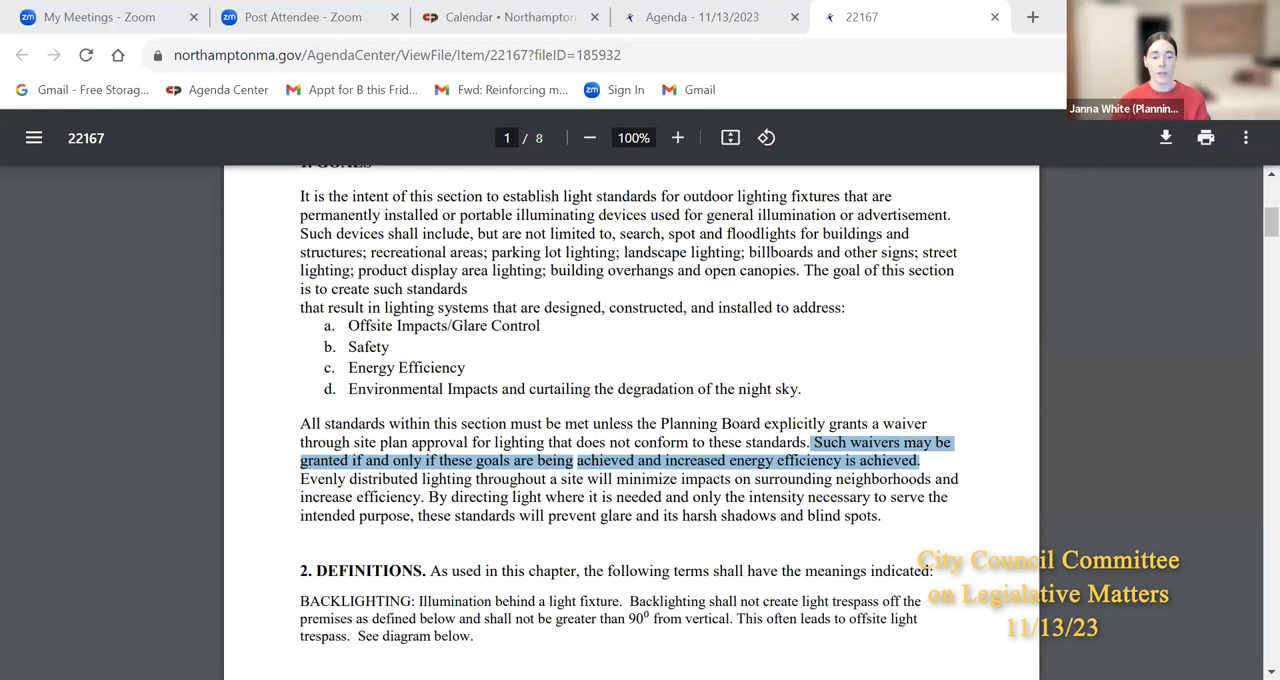 My Meetings - Zoom
Post Attendee - Zoom
Calendar • Northampton
Agenda - 11/13/2023
22167
northamptonma.gov/AgendaCenter/ViewFile/Item/22167?fileID=185932
Gmail - Free Storag...
Agenda Center
Appt for B this Frid...
Fwd: Reinforcing m...
Sign In
Gmail
Janna White (Plannin...
22167
1 / 8
100%
1. GOALS
It is the intent of this section to establish light standards for outdoor lighting fixtures that are
permanently installed or portable illuminating devices used for general illumination or advertisement.
Such devices shall include, but are not limited to, search, spot and floodlights for buildings and
structures; recreational areas; parking lot lighting; landscape lighting; billboards and other signs; street
lighting; product display area lighting; building overhangs and open canopies. The goal of this section
is to create such standards
that result in lighting systems that are designed, constructed, and installed to address:
a. Offsite Impacts/Glare Control
b. Safety
c. Energy Efficiency
d. Environmental Impacts and curtailing the degradation of the night sky.
All standards within this section must be met unless the Planning Board explicitly grants a waiver
through site plan approval for lighting that does not conform to these standards. Such waivers may be
granted if and only if these goals are being achieved and increased energy efficiency is achieved.
Evenly distributed lighting throughout a site will minimize impacts on surrounding neighborhoods and
increase efficiency. By directing light where it is needed and only the intensity necessary to serve the
intended purpose, these standards will prevent glare and its harsh shadows and blind spots.
2. DEFINITIONS. As used in this chapter, the following terms shall have the meanings indicated:
BACKLIGHTING: Illumination behind a light fixture. Backlighting shall not create light trespass off the
premises as defined below and shall not be greater than 90⁰ from vertical. This often leads to offsite light
trespass. See diagram below.
City Council Committee
on Legislative Matters
11/13/23